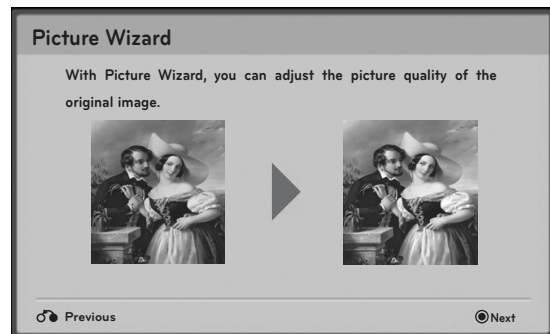 Picture Wizard
With Picture Wizard, you can adjust the picture quality of the
original image.
Previous
Next